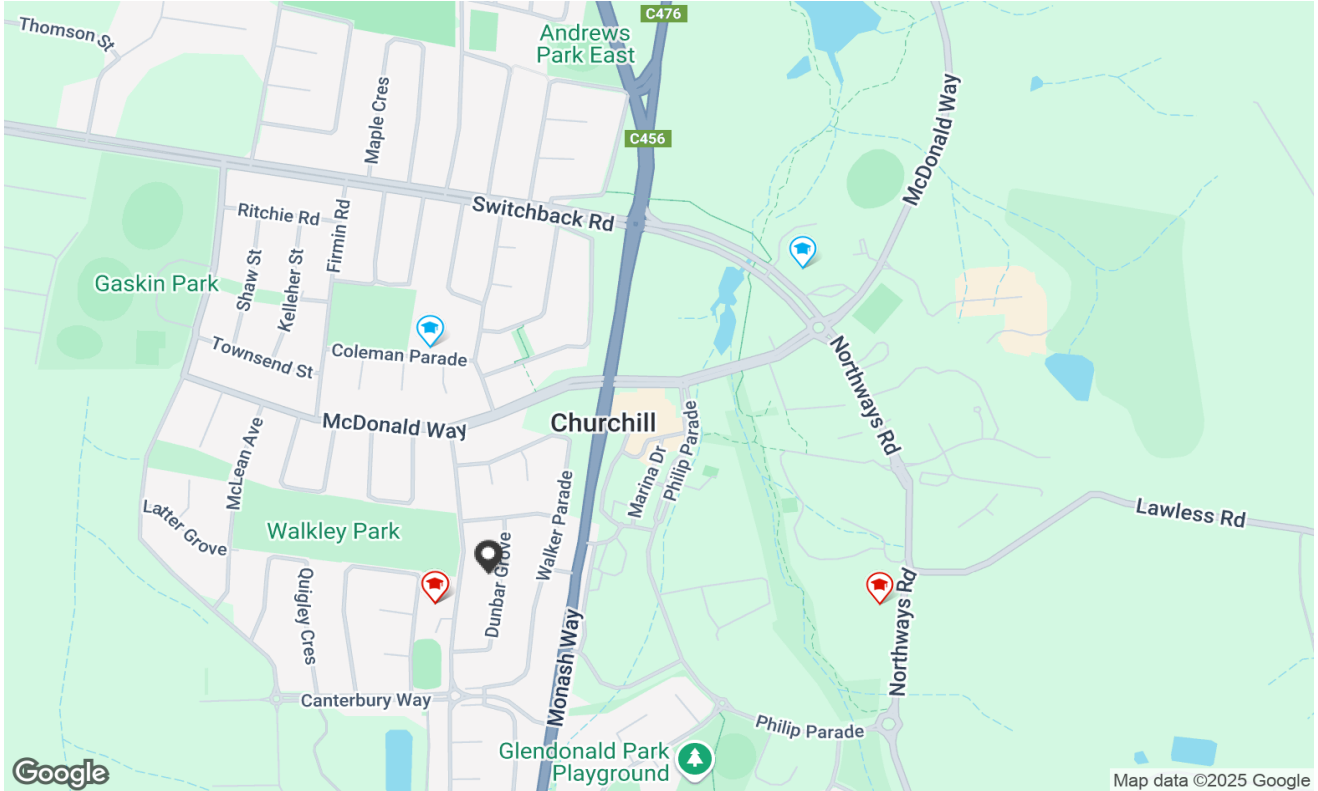 Thomson St
C476
Andrews
Park East
Maple Cres
C456
McDonald Way
Switchback Rd
Ritchie Rd
Firmin Rd
Shaw St
Kelleher St
Gaskin Park
Townsend St
Coleman Parade
Northways Rd
McDonald Way
Churchill
McLean Ave
Marina Dr
Philip Parade
Latter Grove
Walkley Park
Walker Parade
Dunbar Grove
Lawless Rd
Quigley Cres
Northways Rd
Monash Way
Canterbury Way
Philip Parade
Glendonald Park
Playground
Google
Map data ©2025 Google